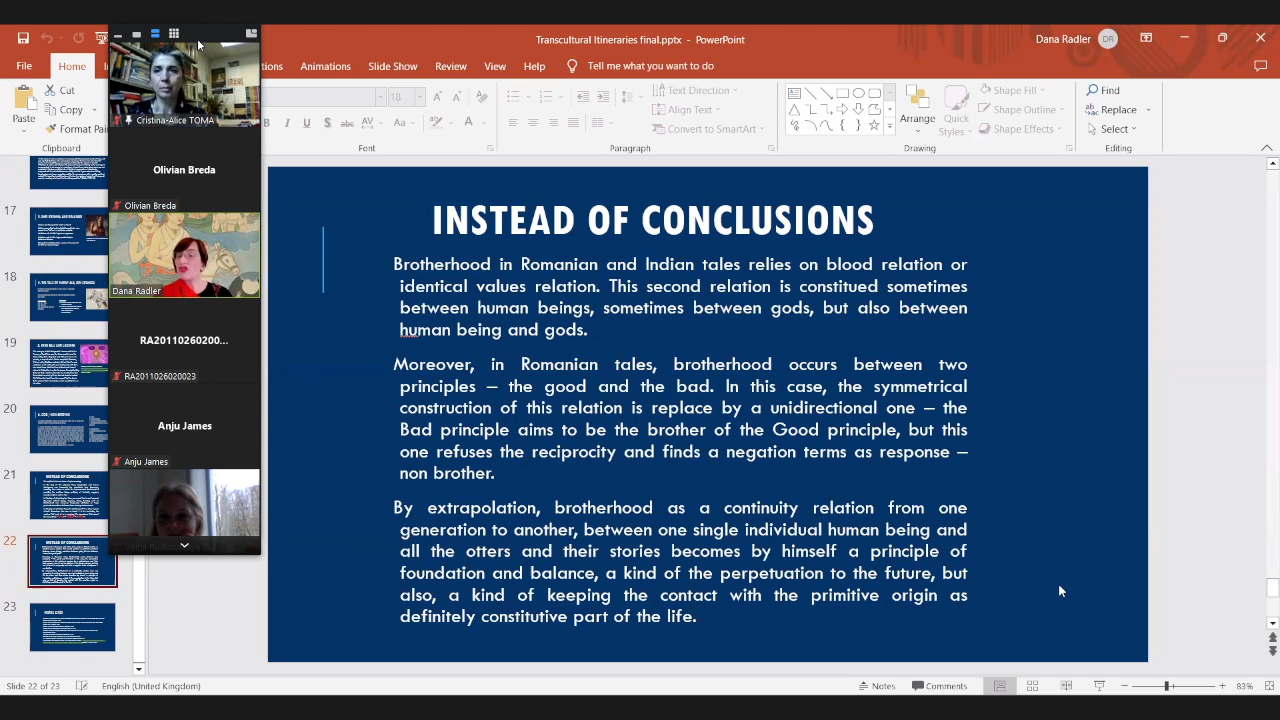 Transcultural Itineraries final.pptx - PowerPoint
Dana Radler
DR
File
Home
Animations
Slide Show
Review
View
Help
Tell me what you want to do
Paste
Cut
Copy
Format Pain
Clipboard
18
Font
Text Direction
Align Text
Convert to SmartArt
Paragraph
Arrange
Quick
Styles
Shape Fill
Shape Outline
Shape Effects
Drawing
Find
Replace
Select
Editing
Cristina-Alice TOMA
Olivian Breda
Olivian Breda
Dana Radler
RA20110260200...
RA2011026020023
Anju James
Anju James
17
18
19
20
21
22
23
INSTEAD OF CONCLUSIONS
Brotherhood in Romanian and Indian tales relies on blood relation or
identical values relation. This second relation is constitued sometimes
between human beings, sometimes between gods, but also between
human being and gods.
Moreover, in Romanian tales, brotherhood occurs between two
principles – the good and the bad. In this case, the symmetrical
construction of this relation is replace by a unidirectional one – the
Bad principle aims to be the brother of the Good principle, but this
one refuses the reciprocity and finds a negation terms as response –
non brother.
By extrapolation, brotherhood as a continuity relation from one
generation to another, between one single individual human being and
all the otters and their stories becomes by himself a principle of
foundation and balance, a kind of the perpetuation to the future, but
also, a kind of keeping the contact with the primitive origin as
definitely constitutive part of the life.
Slide 22 of 23
English (United Kingdom)
Notes
Comments
83%